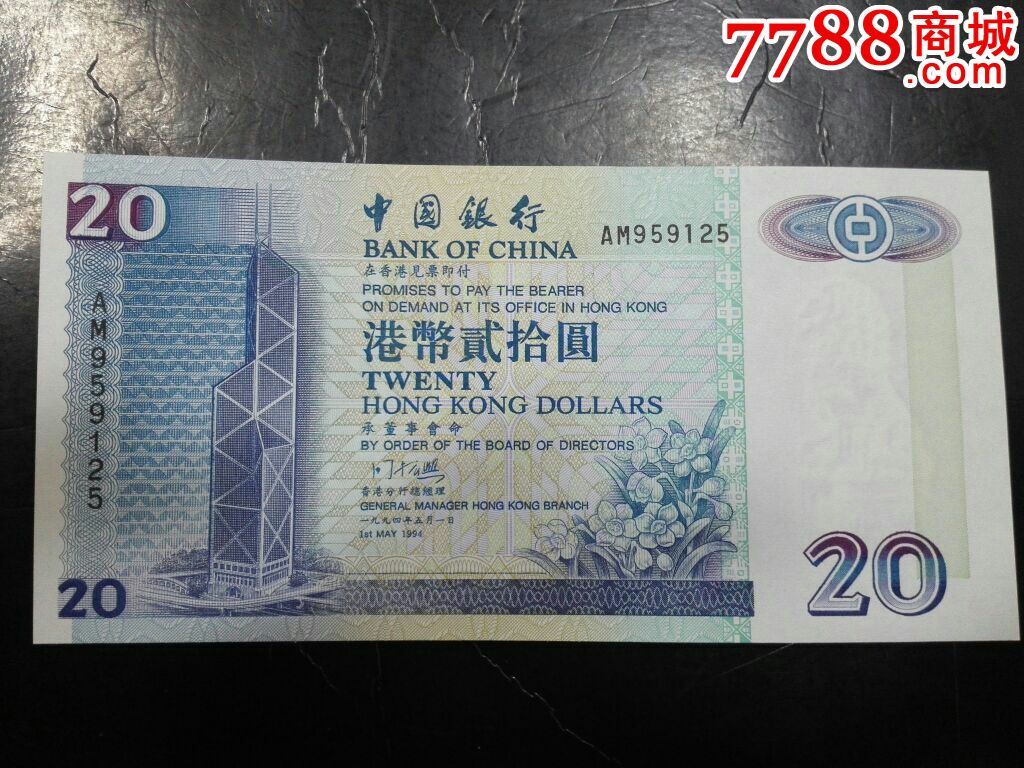 7788商城
.com
20
中國銀行
BANK OF CHINA
AM959125
在香港見票即付
PROMISES TO PAY THE BEARER
ON DEMAND AT ITS OFFICE IN HONG KONG
AM959125
港幣貳拾圓
TWENTY
HONG KONG DOLLARS
承董事會命
BY ORDER OF THE BOARD OF DIRECTORS
香港分行總經理
GENERAL MANAGER HONG KONG BRANCH
一九九四年五月一日
1st MAY 1994
20
20